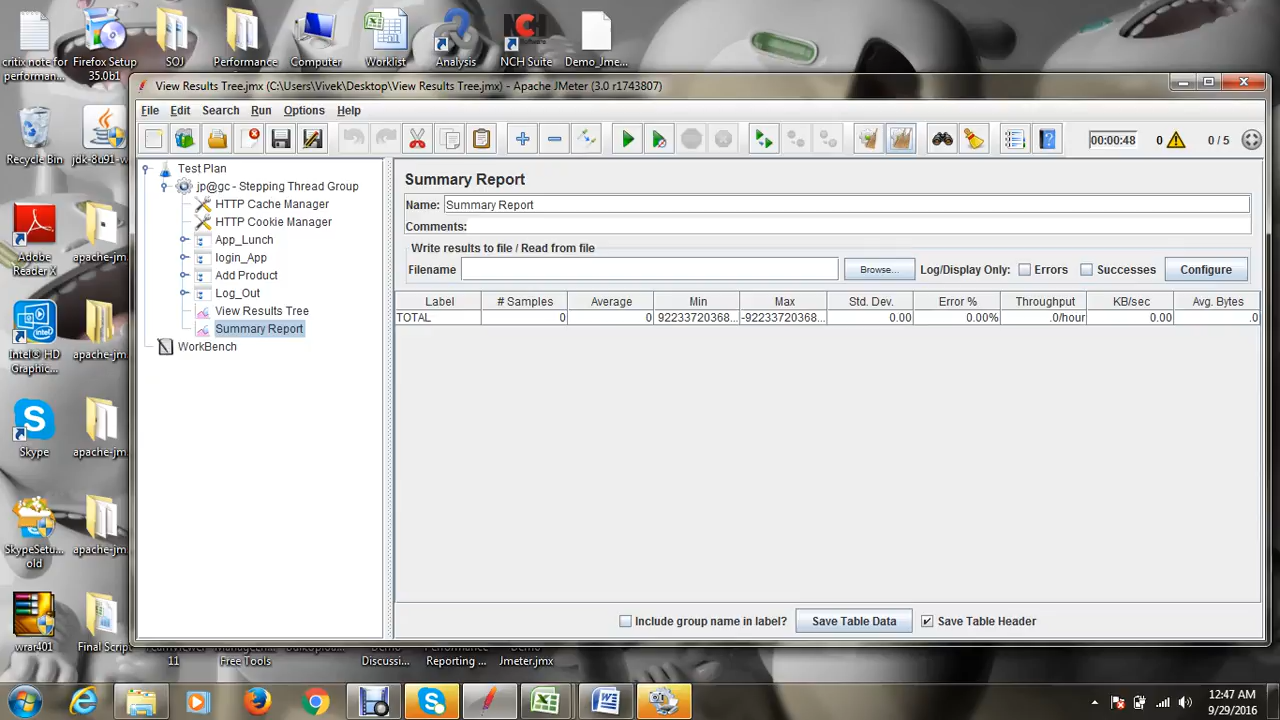 critix note for performan...
Firefox Setup 35.0b1
SOJ
Performance
Computer
Worklist
Analysis
NCH Suite
Demo_Jme...
NCH
Recycle Bin
jdk-8u91-w
Adobe Reader X
apache-jm
Intel® HD Graphic...
apache-jm
Skype
apache-jm
SkypeSetu... old
apache-jm
wrar401
Final Scrip
View Results Tree.jmx (C:\Users\Vivek\Desktop\View Results Tree.jmx) - Apache JMeter (3.0 r1743807)
File Edit Search Run Options Help
00:00:48 0 0 / 5
Test Plan
jp@gc - Stepping Thread Group
HTTP Cache Manager
HTTP Cookie Manager
App_Lunch
login_App
Add Product
Log_Out
View Results Tree
Summary Report
WorkBench
Summary Report
Name: Summary Report
Comments:
Write results to file / Read from file
Filename Browse... Log/Display Only: Errors Successes Configure
Label # Samples Average Min Max Std. Dev. Error % Throughput KB/sec Avg. Bytes
TOTAL 0 0 92233720368... -92233720368... 0.00 0.00% .0/hour 0.00 .0
Include group name in label? Save Table Data Save Table Header
11
Free Tools
Discussi...
Performance Reporting ...
Demo Jmeter.jmx
12:47 AM
9/29/2016